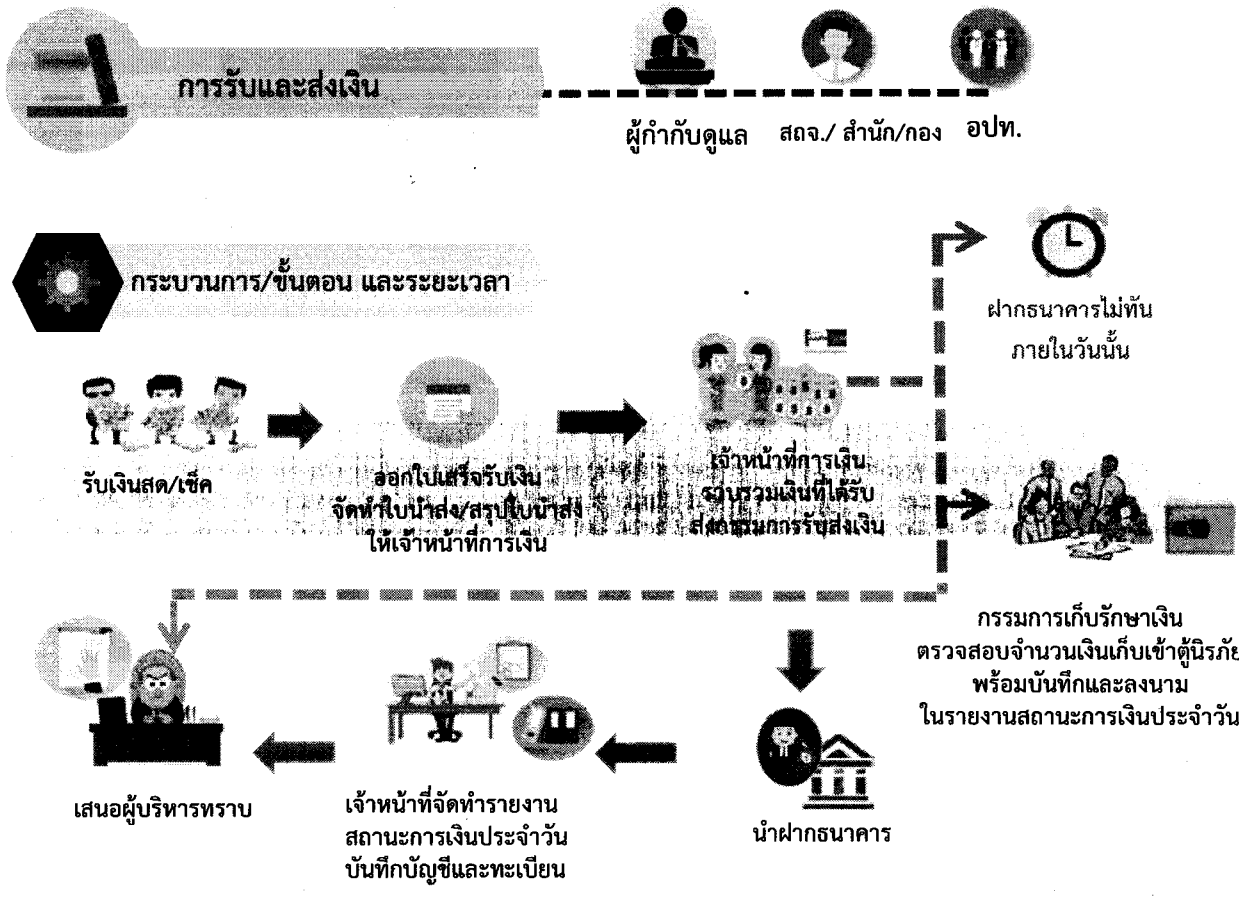 การรับและส่งเงิน
ผู้กำกับดูแล
สถจ./ สำนัก/กอง
อปท.
กระบวนการ/ขั้นตอน และระยะเวลา
ฝากธนาคารไม่ทัน
ภายในวันนั้น
รับเงินสด/เช็ค
ออกใบเสร็จรับเงิน
จัดทำใบนำส่ง/สรุปใบนำส่ง
ให้เจ้าหน้าที่การเงิน
เจ้าหน้าที่การเงิน
รวบรวมเงินที่ได้รับ
ส่งกรรมการรับส่งเงิน
กรรมการเก็บรักษาเงิน
ตรวจสอบจำนวนเงินเก็บเข้าตู้นิรภัย
พร้อมบันทึกและลงนาม
ในรายงานสถานะการเงินประจำวัน
เสนอผู้บริหารทราบ
เจ้าหน้าที่จัดทำรายงาน
สถานะการเงินประจำวัน
บันทึกบัญชีและทะเบียน
นำฝากธนาคาร